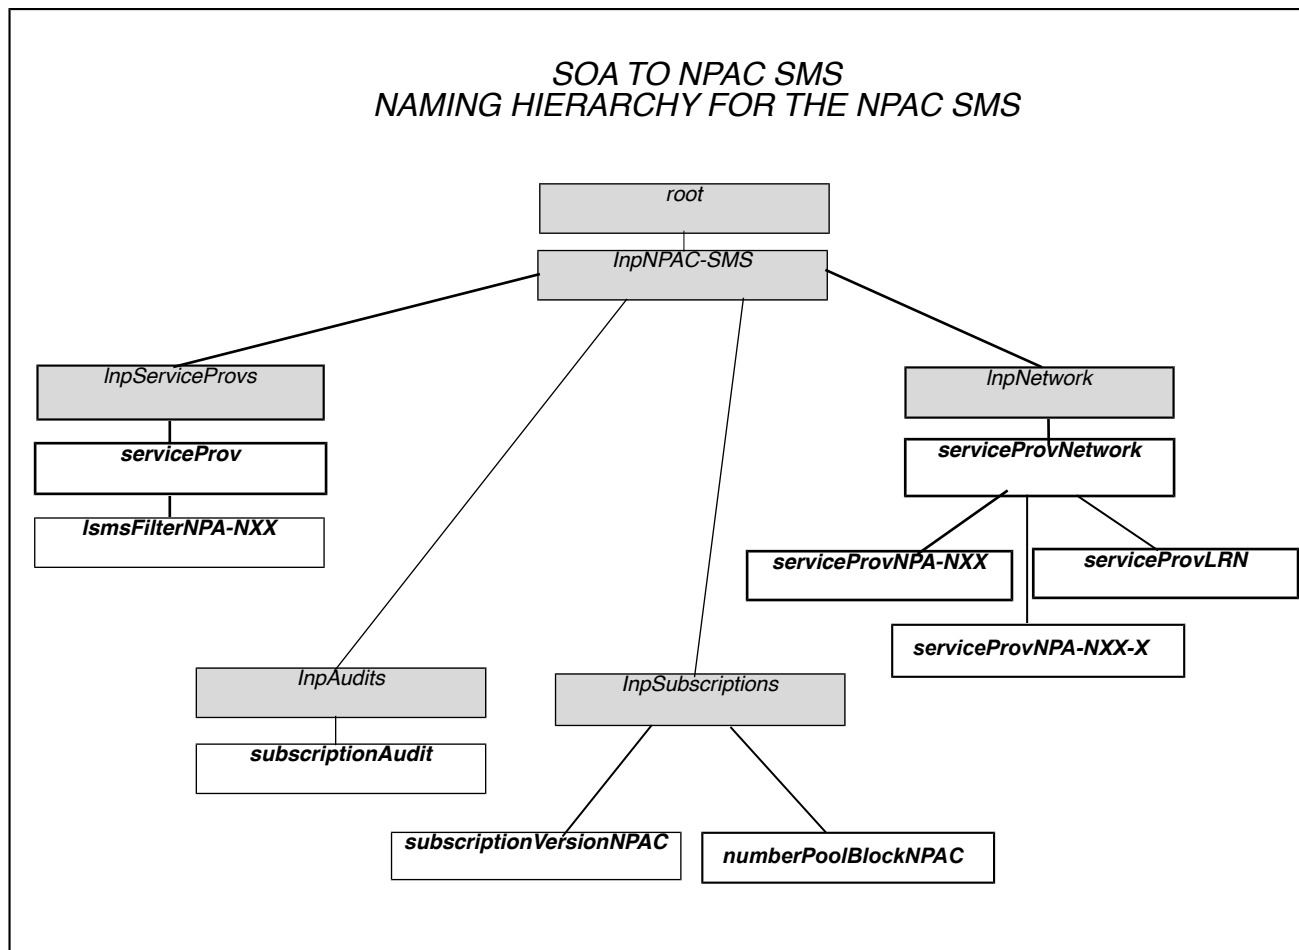 SOA TO NPAC SMS
NAMING HIERARCHY FOR THE NPAC SMS
root
lnpNPAC-SMS
lnpServiceProvs
lnpNetwork
serviceProv
serviceProvNetwork
lsmsFilterNPA-NXX
serviceProvNPA-NXX
serviceProvLRN
serviceProvNPA-NXX-X
lnpAudits
lnpSubscriptions
subscriptionAudit
subscriptionVersionNPAC
numberPoolBlockNPAC